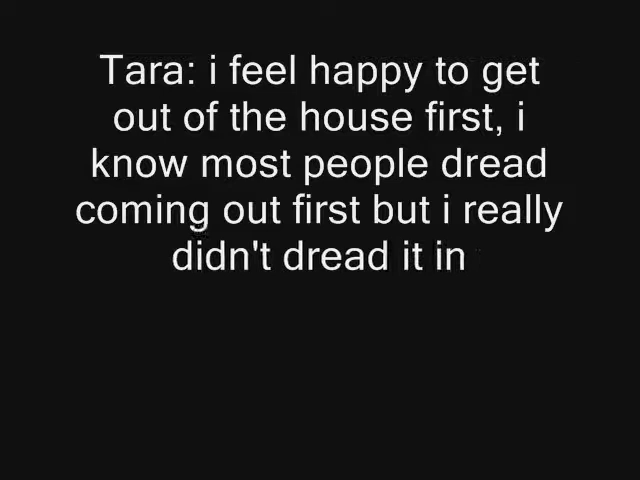 Tara: i feel happy to get
out of the house first, i
know most people dread
coming out first but i really
didn't dread it in